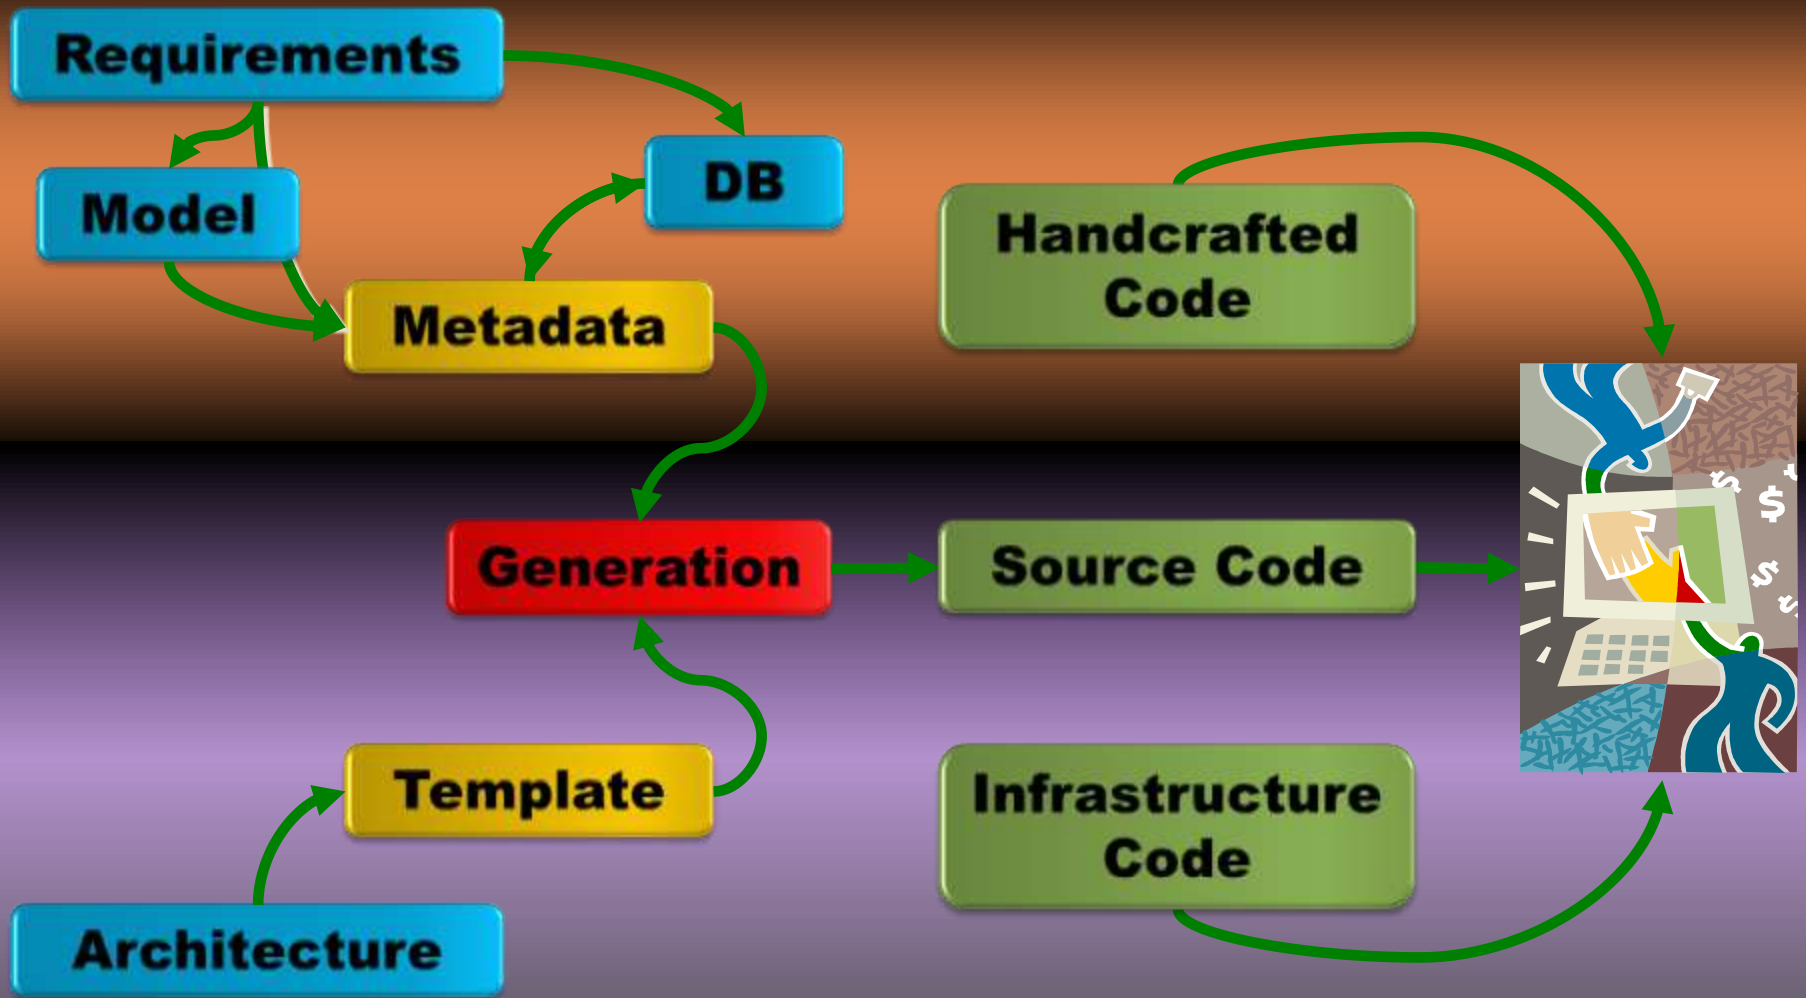 Requirements
Model
DB
Metadata
Handcrafted
Code
Generation
Source Code
Template
Infrastructure
Code
Architecture
$
$
$
$
$